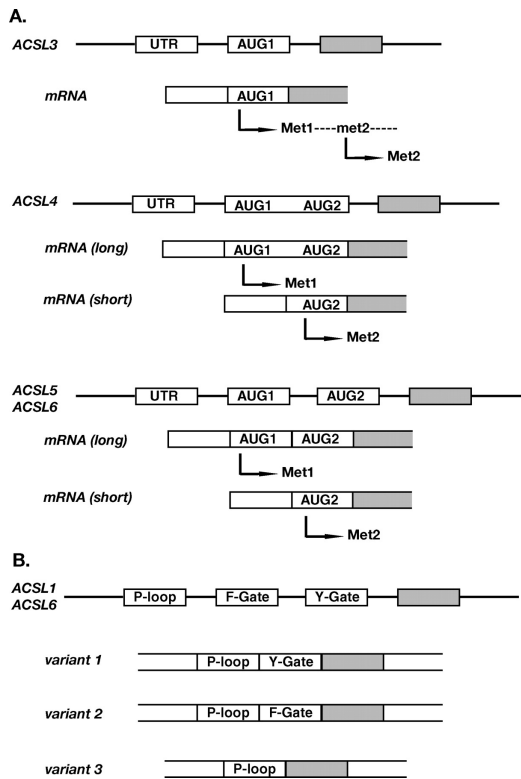 A.
ACSL3 UTR AUG1
mRNA AUG1
Met1-----met2-----
Met2
ACSL4 UTR AUG1 AUG2
mRNA (long) AUG1 AUG2
Met1
mRNA (short) AUG2
Met2
ACSL5
ACSL6 UTR AUG1 AUG2
mRNA (long) AUG1 AUG2
Met1
mRNA (short) AUG2
Met2
B.
ACSL1
ACSL6 P-loop F-Gate Y-Gate
variant 1 P-loop Y-Gate
variant 2 P-loop F-Gate
variant 3 P-loop